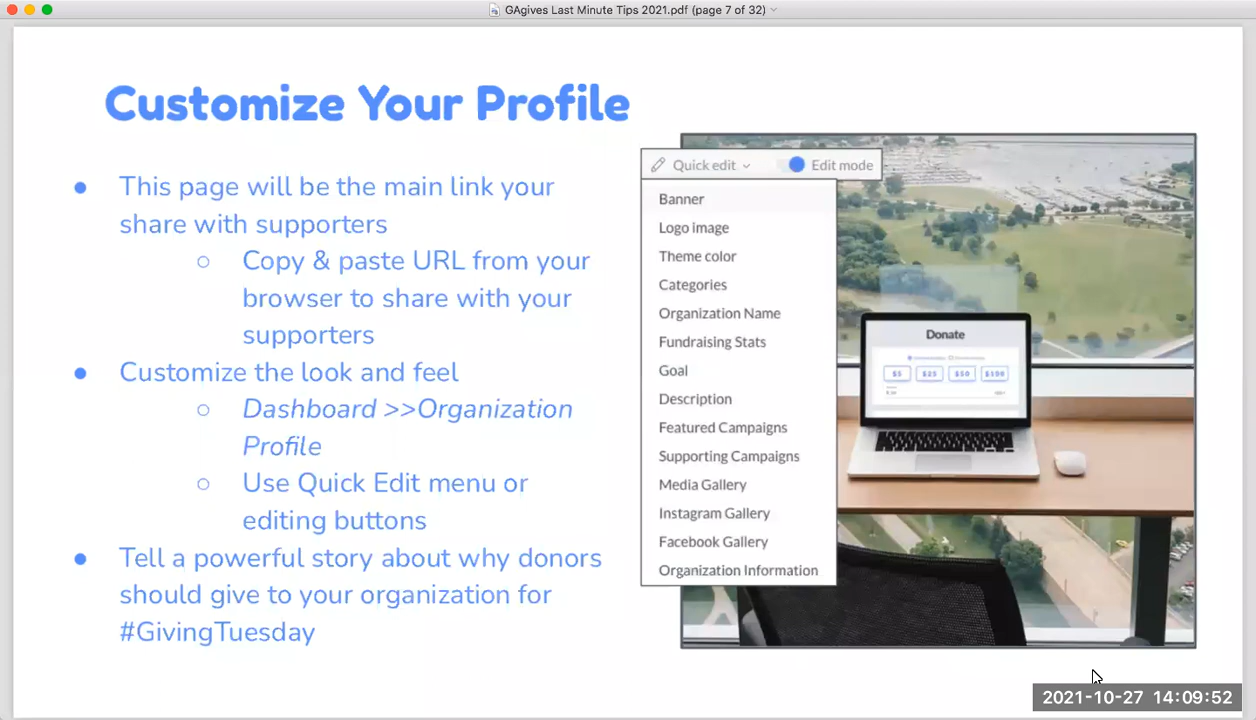 GAgives Last Minute Tips 2021.pdf (page 7 of 32)
Customize Your Profile
This page will be the main link your
share with supporters
Copy & paste URL from your
browser to share with your
supporters
Customize the look and feel
Dashboard >>Organization
Profile
Use Quick Edit menu or
editing buttons
Tell a powerful story about why donors
should give to your organization for
#GivingTuesday
Quick edit
Edit mode
Banner
Logo image
Theme color
Categories
Organization Name
Fundraising Stats
Goal
Description
Featured Campaigns
Supporting Campaigns
Media Gallery
Instagram Gallery
Facebook Gallery
Organization Information
Donate
$5 $25 $50 $100
2021-10-27 14:09:52